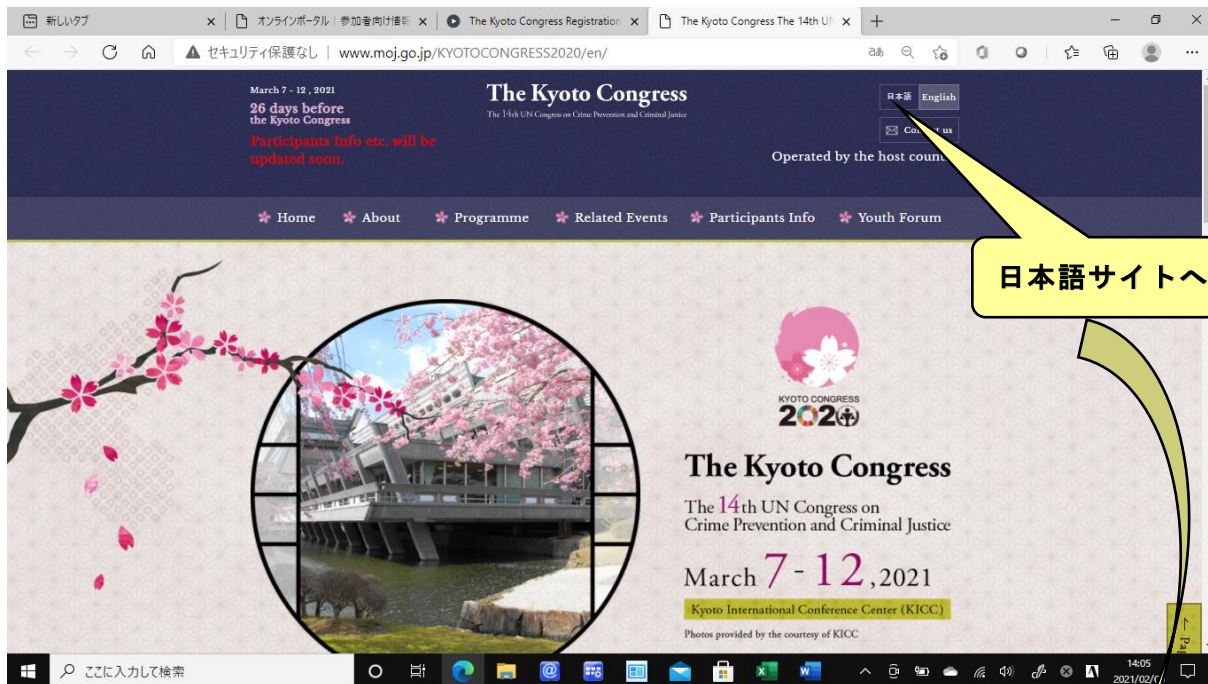 新しいタブ
オンラインポータル | 参加者向け情報
The Kyoto Congress Registration
The Kyoto Congress The 14th UN
セキュリティ保護なし | www.moj.go.jp/KYOTOCONGRESS2020/en/
aあ
March 7 - 12 , 2021
26 days before
the Kyoto Congress
Participants Info etc. will be
updated soon.
The Kyoto Congress
The 14th UN Congress on Crime Prevention and Criminal Justice
日本語 English
us
Operated by the host
Home About Programme Related Events Participants Info Youth Forum
日本語サイトへ
KYOTO CONGRESS
2020
The Kyoto Congress
The 14th UN Congress on
Crime Prevention and Criminal Justice
March 7 - 12 ,2021
Kyoto International Conference Center (KICC)
Photos provided by the courtesy of KICC
ここに入力して検索
14:05
2021/02/